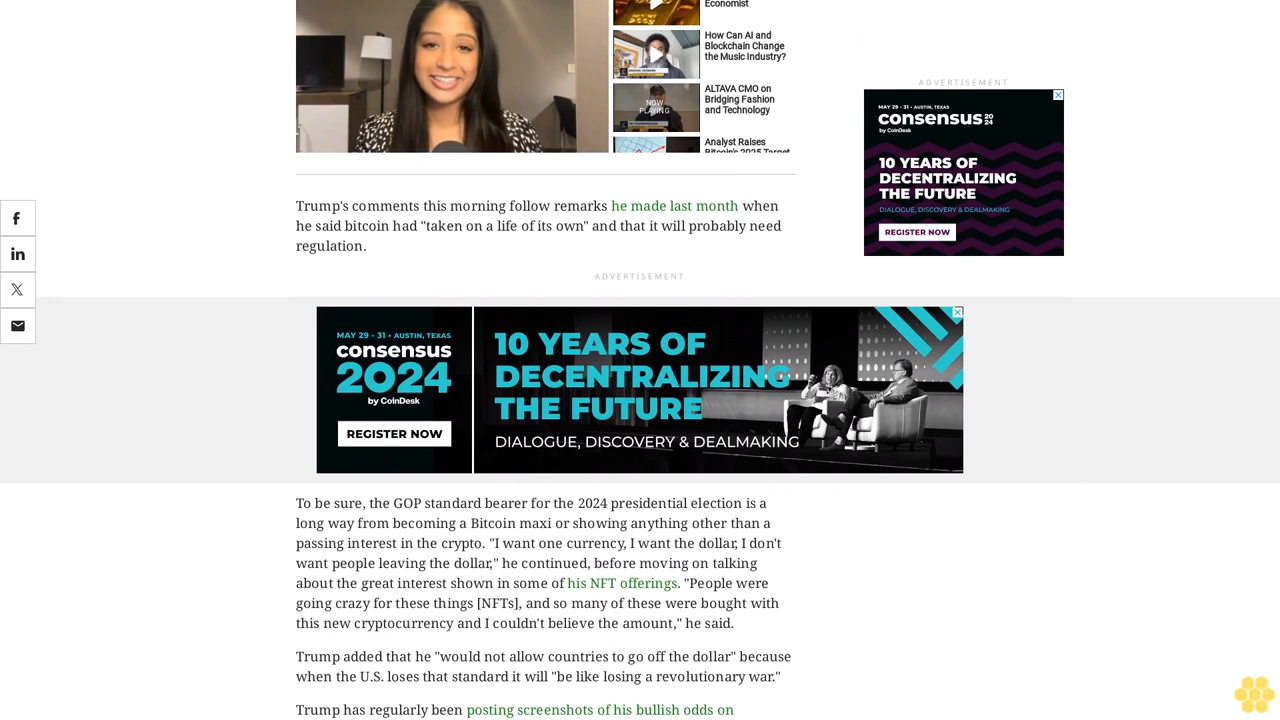 Economist
How Can AI and
Blockchain Change
the Music Industry?
NOW
PLAYING
ALTAVA CMO on
Bridging Fashion
and Technology
Analyst Raises
Bitcoin's 2025 Target
ADVERTISEMENT
MAY 29 - 31 • AUSTIN, TEXAS
consensus 20
24
by CoinDesk
10 YEARS OF
DECENTRALIZING
THE FUTURE
DIALOGUE, DISCOVERY & DEALMAKING
REGISTER NOW
Trump's comments this morning follow remarks he made last month when
he said bitcoin had "taken on a life of its own" and that it will probably need
regulation.
ADVERTISEMENT
MAY 29 - 31 • AUSTIN, TEXAS
consensus
2024
by CoinDesk
REGISTER NOW
10 YEARS OF
DECENTRALIZING
THE FUTURE
DIALOGUE, DISCOVERY & DEALMAKING
To be sure, the GOP standard bearer for the 2024 presidential election is a
long way from becoming a Bitcoin maxi or showing anything other than a
passing interest in the crypto. "I want one currency, I want the dollar, I don't
want people leaving the dollar," he continued, before moving on talking
about the great interest shown in some of his NFT offerings. "People were
going crazy for these things [NFTs], and so many of these were bought with
this new cryptocurrency and I couldn't believe the amount," he said.
Trump added that he "would not allow countries to go off the dollar" because
when the U.S. loses that standard it will "be like losing a revolutionary war."
Trump has regularly been posting screenshots of his bullish odds on